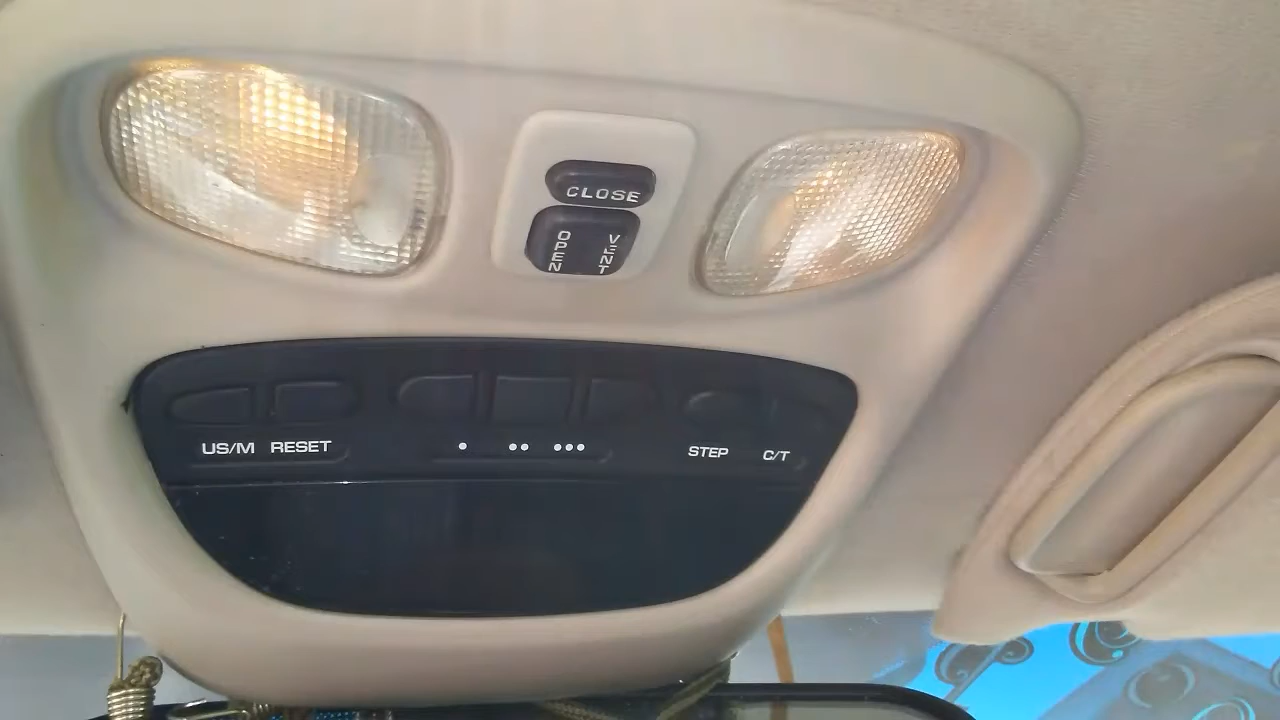 CLOSE
OPEN
VENT
US/M RESET • •• ••• STEP C/T